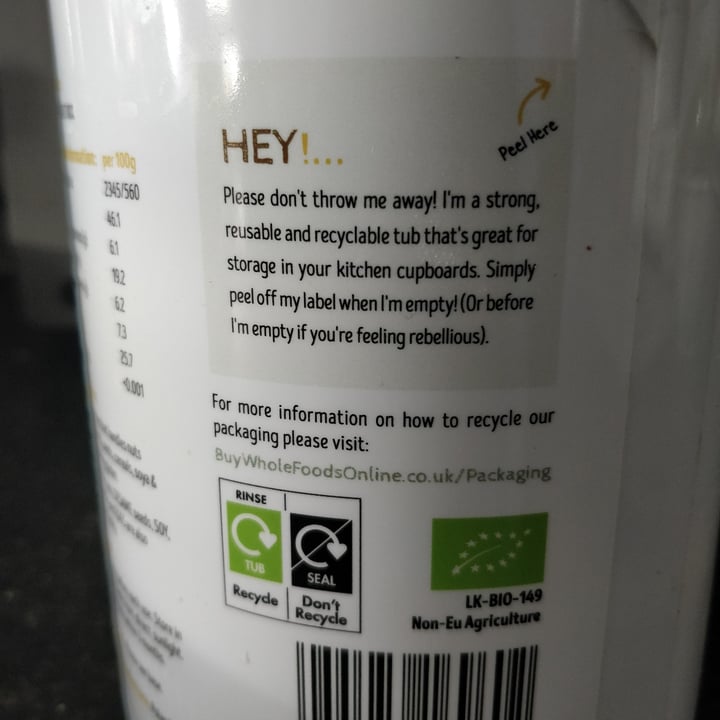 per 100g
2345/560
46.1
6.1
19.2
6.2
7.3
25.7
<0.001
HEY!....
Peel Here
Please don't throw me away! I'm a strong,
reusable and recyclable tub that's great for
storage in your kitchen cupboards. Simply
peel off my label when I'm empty! (Or before
I'm empty if you're feeling rebellious).
For more information on how to recycle our
packaging please visit:
BuyWholeFoodsOnline.co.uk/Packaging
RINSE
TUB
Recycle
SEAL
Don't
Recycle
LK-BIO-149
Non-Eu Agriculture